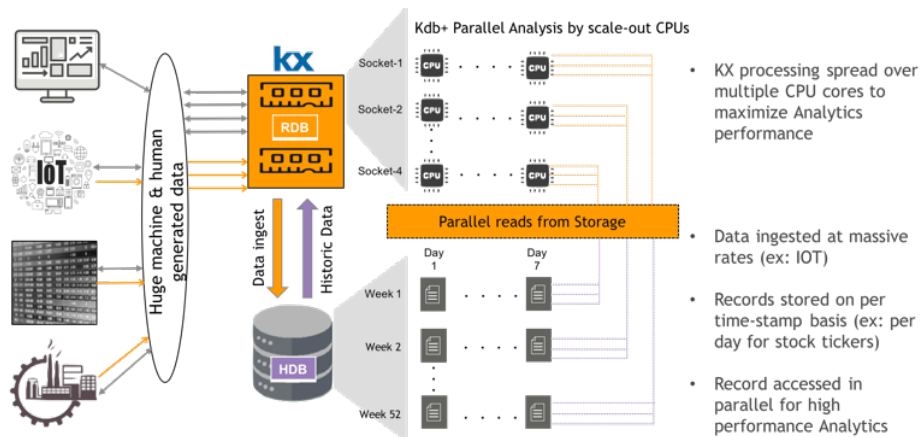 Kdb+ Parallel Analysis by scale-out CPUs
kx
RDB
IoT
Huge machine & human
generated data
Data ingest
Historic Data
HDB
Socket-1
CPU
CPU
Socket-2
CPU
CPU
Socket-4
CPU
CPU
Parallel reads from Storage
Day
1
Day
7
Week 1
Week 2
Week 52
• KX processing spread over
multiple CPU cores to
maximize Analytics
performance
• Data ingested at massive
rates (ex: IOT)
• Records stored on per
time-stamp basis (ex: per
day for stock tickers)
• Record accessed in
parallel for high
performance Analytics